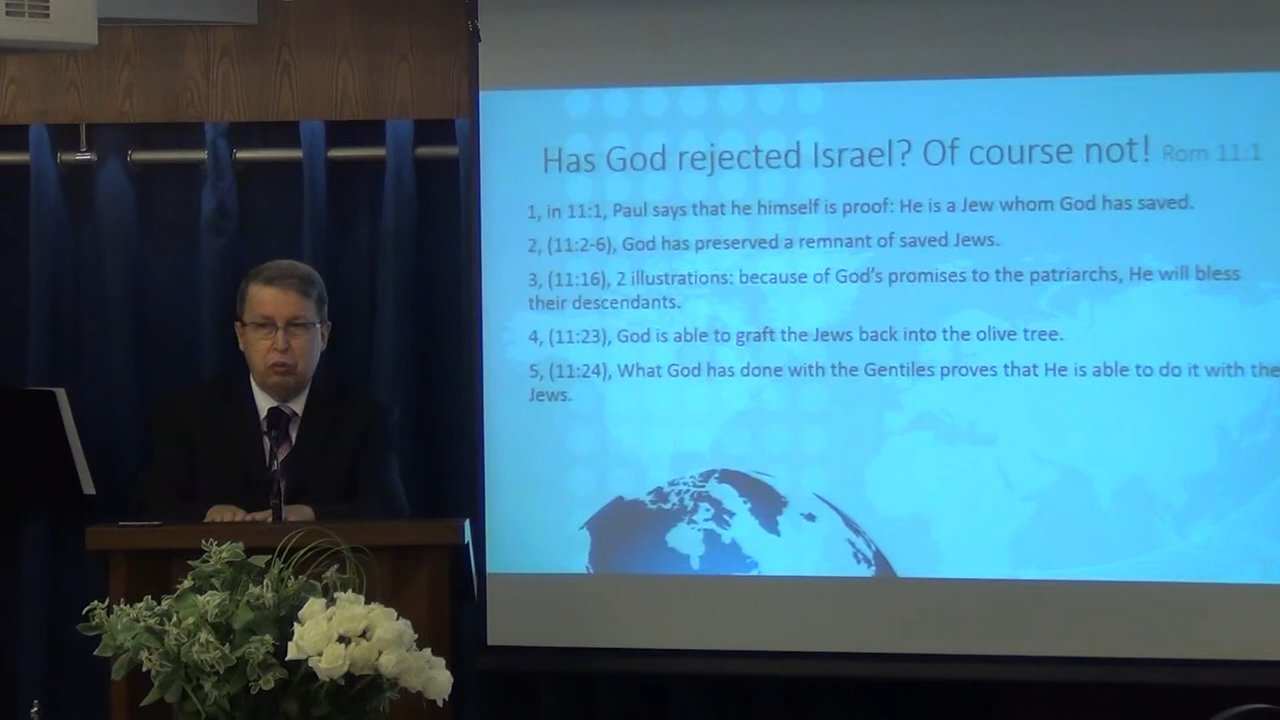 Has God rejected Israel? Of course not! Rom 11:1
1, in 11:1, Paul says that he himself is proof: He is a Jew whom God has saved.
2, (11:2-6), God has preserved a remnant of saved Jews.
3, (11:16), 2 illustrations: because of God's promises to the patriarchs, He will bless
their descendants.
4, (11:23), God is able to graft the Jews back into the olive tree.
5, (11:24), What God has done with the Gentiles proves that He is able to do it with the
Jews.